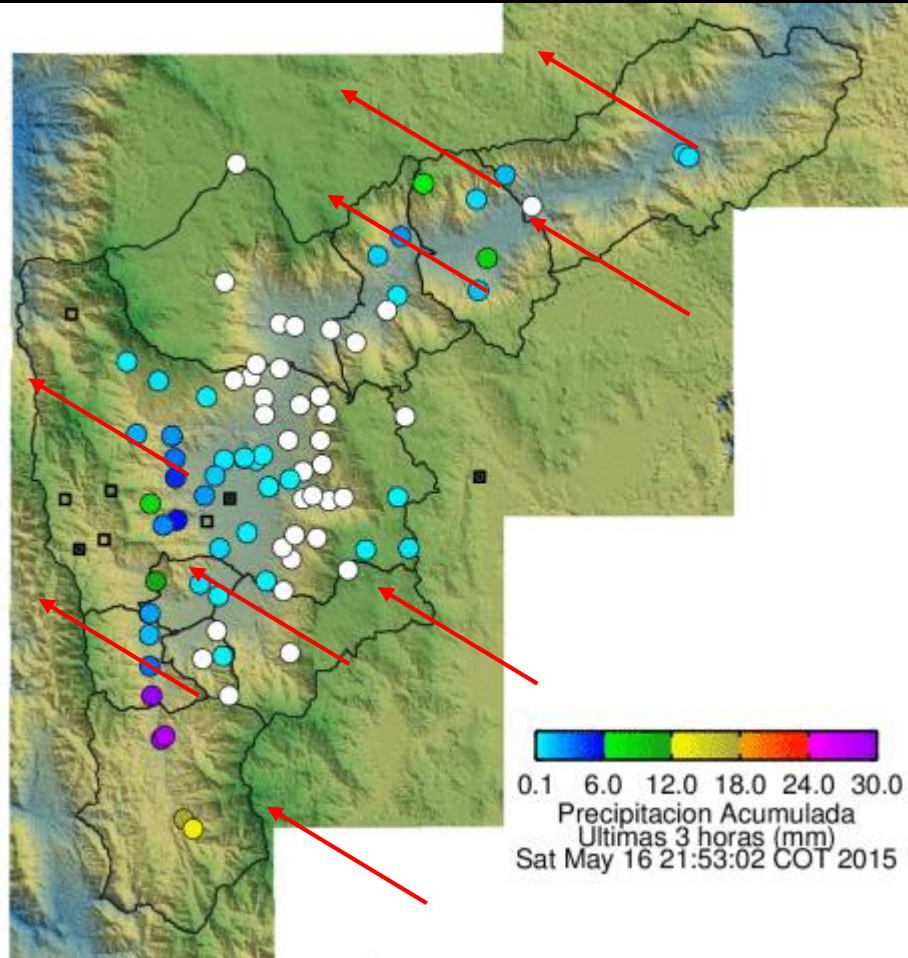 0.1 6.0 12.0 18.0 24.0 30.0
Precipitacion Acumulada
Ultimas 3 horas (mm)
Sat May 16 21:53:02 COT 2015